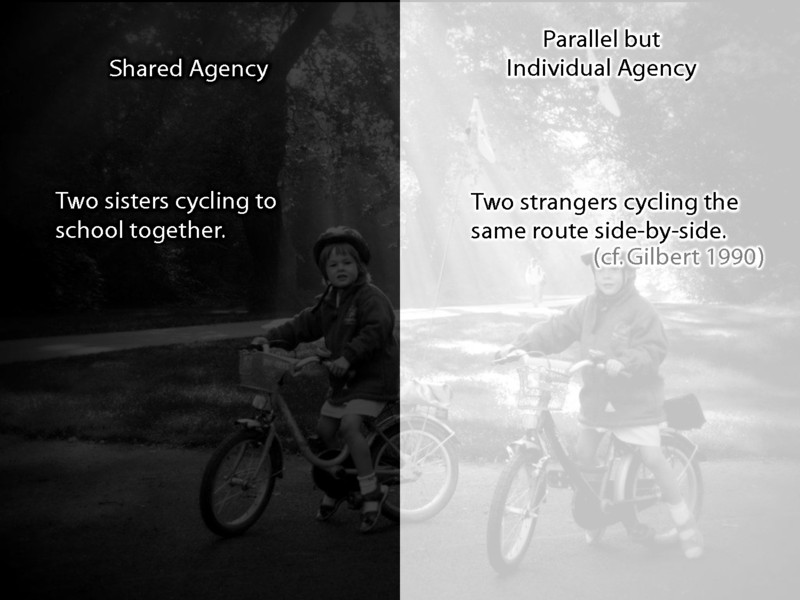 Shared Agency
Two sisters cycling to
school together.
Parallel but
Individual Agency
Two strangers cycling the
same route side-by-side.
(cf. Gilbert 1990)